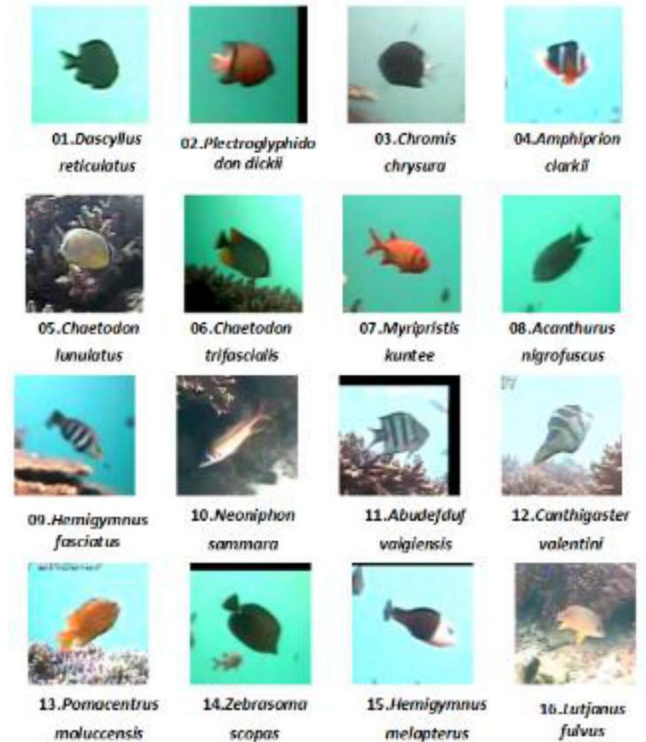 01.Dascyllus
reticulatus
02.Plectroglyphido
don dickii
03.Chromis
chrysura
04.Amphiprion
clarkii
05.Chaetodon
lunulatus
06.Chaetodon
trifascialis
07.Myripristis
kuntee
08.Acanthurus
nigrofuscus
09.Hemigymnus
fasciatus
10.Neoniphon
sammara
11.Abudefduf
vaigiensis
12.Canthigaster
valentini
13.Pomacentrus
moluccensis
14.Zebrasoma
scopas
15.Hemigymnus
melapterus
16.Lutjanus
fulvus